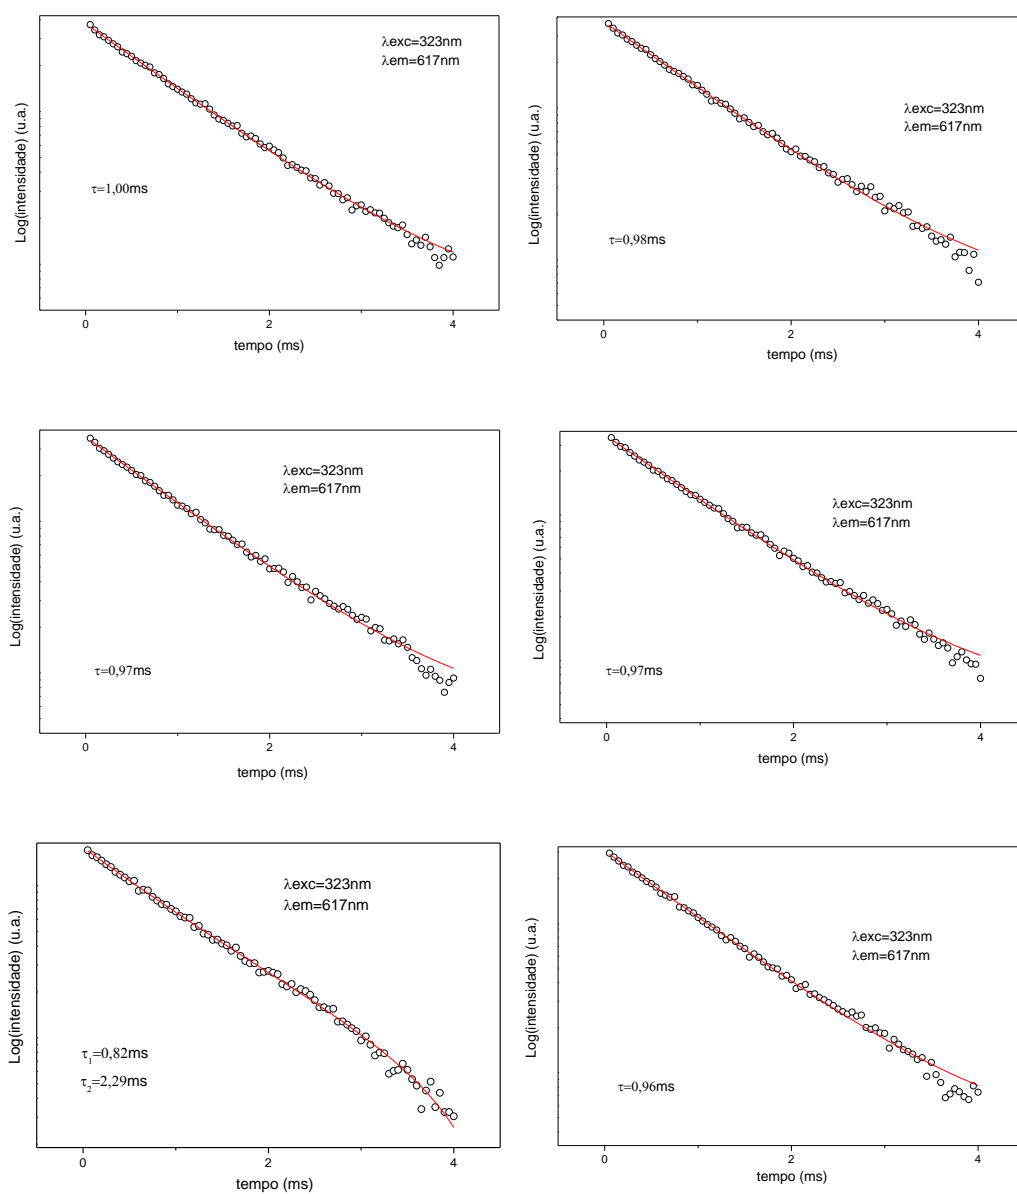 λexc=323nm
λem=617nm
τ=1,00ms
Log(intensidade) (u.a.)
0
2
4
tempo (ms)
λexc=323nm
λem=617nm
τ=0,98ms
Log(intensidade) (u.a.)
0
2
4
tempo (ms)
λexc=323nm
λem=617nm
τ=0,97ms
Log(intensidade) (u.a.)
0
2
4
tempo (ms)
λexc=323nm
λem=617nm
τ=0,97ms
Log(intensidade) (u.a.)
0
2
4
tempo (ms)
λexc=323nm
λem=617nm
τ₁=0,82ms
τ₂=2,29ms
Log(intensidade) (u.a.)
0
2
4
tempo (ms)
λexc=323nm
λem=617nm
τ=0,96ms
Log(intensidade) (u.a.)
0
2
4
tempo (ms)